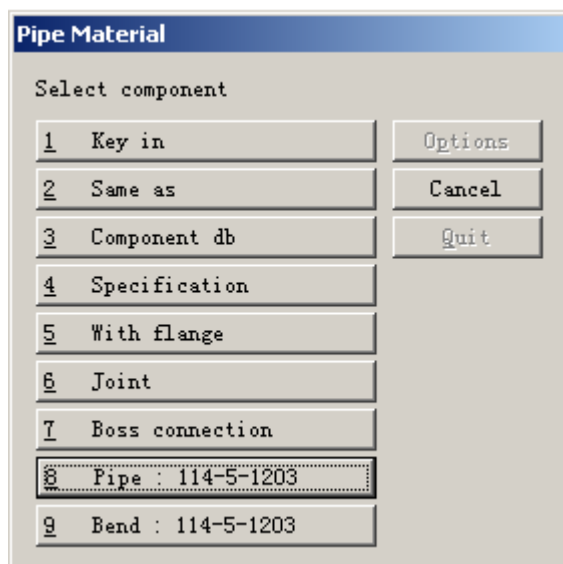 Pipe Material
Select component
1 Key in
Options
2 Same as
Cancel
3 Component db
Quit
4 Specification
5 With flange
6 Joint
7 Boss connection
8 Pipe : 114-5-1203
9 Bend : 114-5-1203